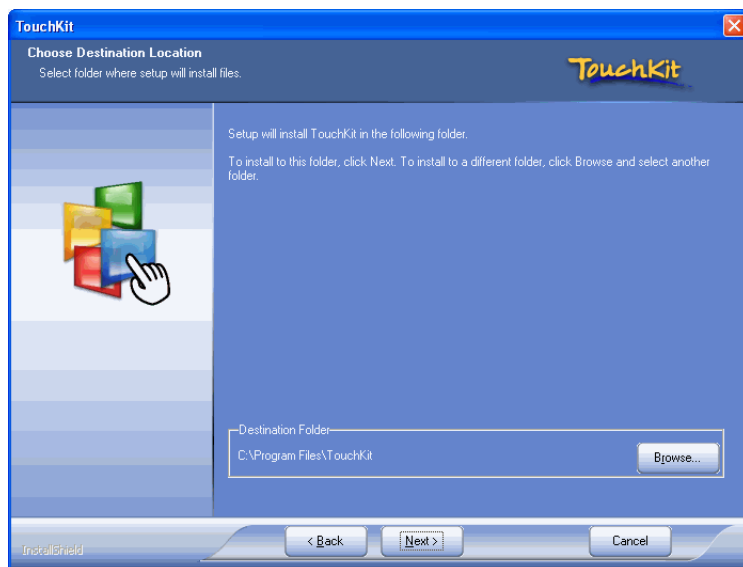 TouchKit
Choose Destination Location
Select folder where setup will install files.
TouchKit
Setup will install TouchKit in the following folder.
To install to this folder, click Next. To install to a different folder, click Browse and select another
folder.
Destination Folder
C:\Program Files\TouchKit
Browse...
InstallShield
< Back
Next >
Cancel